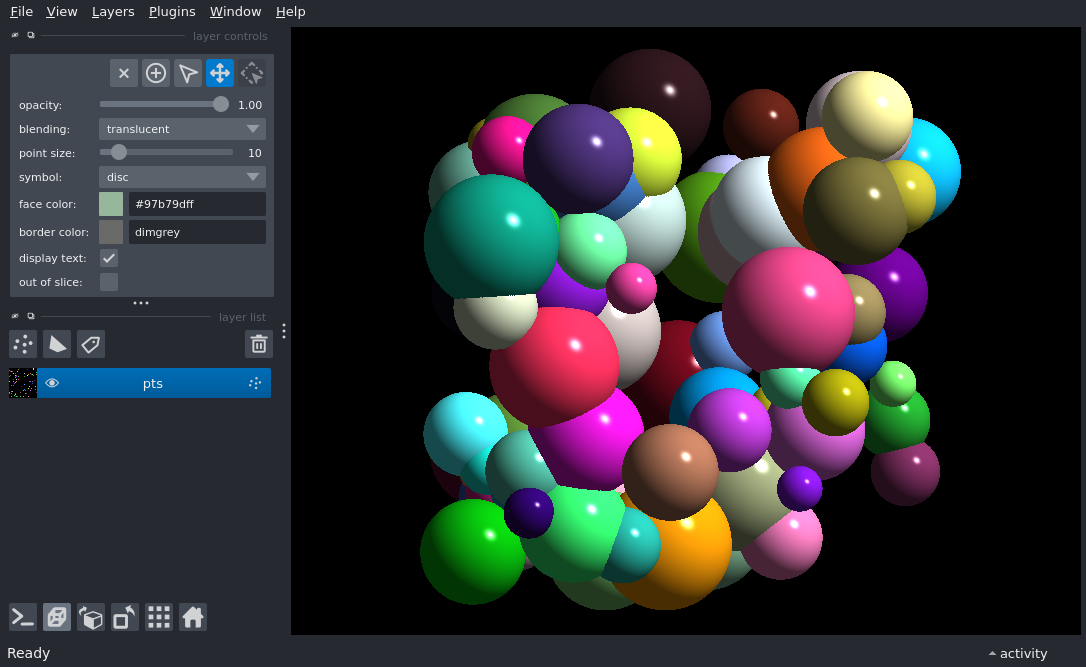 File View Layers Plugins Window Help
layer controls
opacity: 1.00
blending: translucent
point size: 10
symbol: disc
face color: #97b79dff
border color: dimgrey
display text:
out of slice:
layer list
pts
Ready
activity